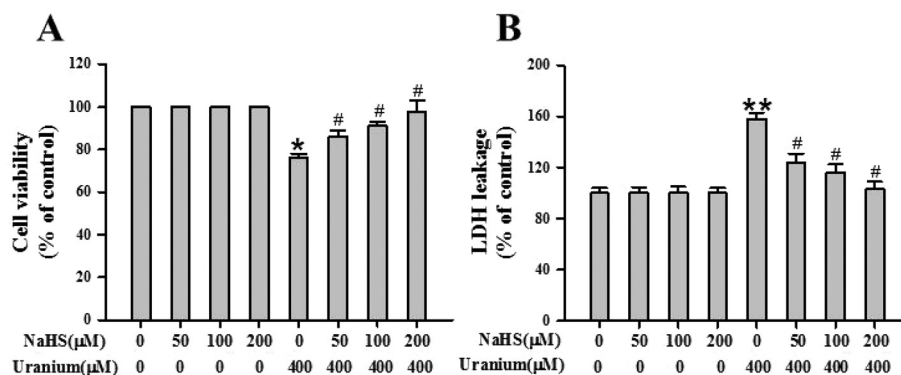 A
Cell viability
(% of control)
120
100
80
60
40
20
0
*
#
#
#
NaHS(μM) 0 50 100 200 0 50 100 200
Uranium(μM) 0 0 0 0 400 400 400 400
B
LDH leakage
(% of control)
200
160
120
80
40
0
**
#
#
#
NaHS(μM) 0 50 100 200 0 50 100 200
Uranium(μM) 0 0 0 0 400 400 400 400